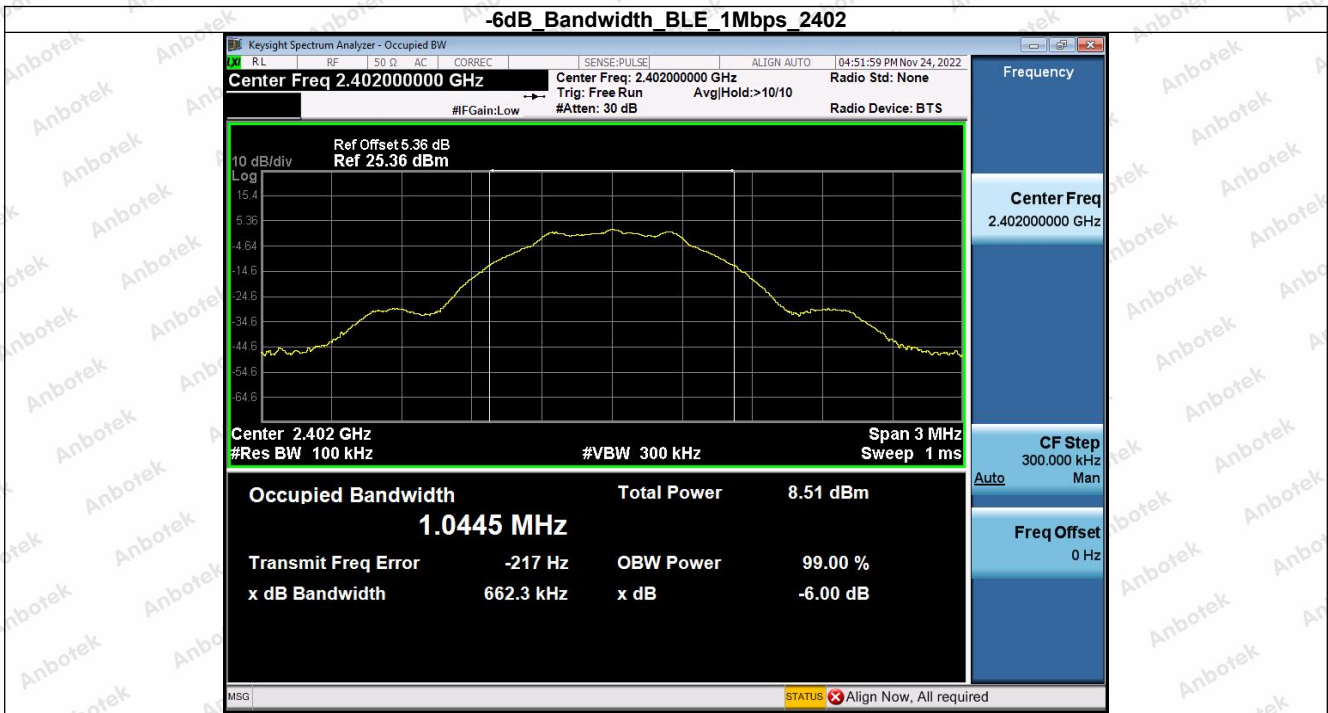 -6dB_Bandwidth_BLE_1Mbps_2402
Keysight Spectrum Analyzer - Occupied BW
LXI RL RF 50 Ω AC CORREC SENSE:PULSE ALIGN AUTO 04:51:59 PM Nov 24, 2022
Center Freq 2.402000000 GHz
Center Freq: 2.402000000 GHz Radio Std: None
Trig: Free Run Avg|Hold:>10/10
#IFGain:Low #Atten: 30 dB Radio Device: BTS
Ref Offset 5.36 dB
10 dB/div Ref 25.36 dBm
Log
15.4
5.36
-4.64
-14.6
-24.6
-34.6
-44.6
-54.6
-64.6
Center 2.402 GHz Span 3 MHz
#Res BW 100 kHz #VBW 300 kHz Sweep 1 ms
Occupied Bandwidth Total Power 8.51 dBm
1.0445 MHz
Transmit Freq Error -217 Hz OBW Power 99.00 %
x dB Bandwidth 662.3 kHz x dB -6.00 dB
MSG STATUS Align Now, All required
Frequency
Center Freq
2.402000000 GHz
CF Step
300.000 kHz
Auto Man
Freq Offset
0 Hz
Anbotek